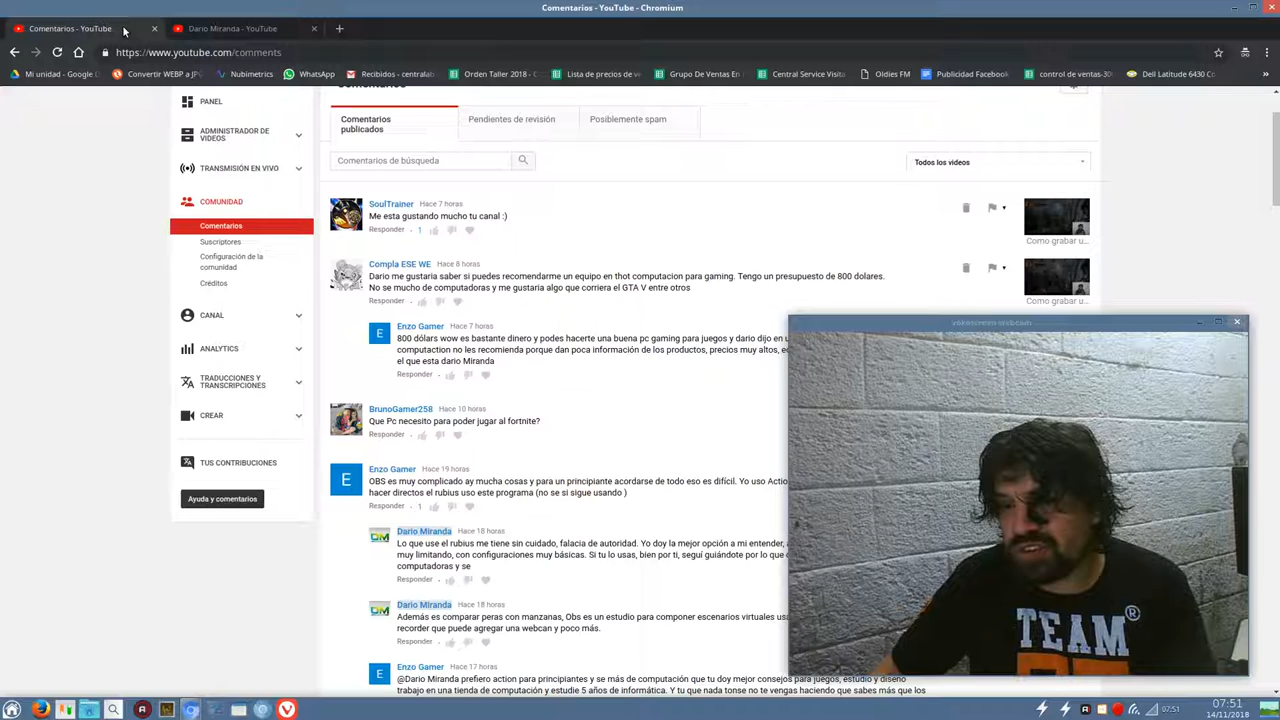 Comentarios - YouTube - Chromium
Comentarios - YouTube
Dario Miranda - YouTube
https://www.youtube.com/comments
Mi unidad - Google D
Convertir WEBP a JP
Nubimetrics
WhatsApp
Recibidos - centralab
Orden Taller 2018 - C
Lista de precios de ve
Grupo De Ventas En
Central Service Visita
Oldies FM
Publicidad Facebook
control de ventas-30
Dell Latitude 6430 C
»
PANEL
ADMINISTRADOR DE
VIDEOS
TRANSMISIÓN EN VIVO
COMUNIDAD
Comentarios
Suscriptores
Configuración de la
comunidad
Créditos
CANAL
ANALYTICS
TRADUCCIONES Y
TRANSCRIPCIONES
CREAR
TUS CONTRIBUCIONES
Ayuda y comentarios
Comentarios
publicados
Pendientes de revisión
Posiblemente spam
Comentarios de búsqueda
Todos los videos
SoulTrainer Hace 7 horas
Me esta gustando mucho tu canal :)
Responder · 1
Como grabar u...
Compla ESE WE Hace 8 horas
Dario me gustaria saber si puedes recomendarme un equipo en thot computacion para gaming. Tengo un presupuesto de 800 dolares.
No se mucho de computadoras y me gustaria algo que corriera el GTA V entre otros
Responder ·
Como grabar u...
E
Enzo Gamer Hace 7 horas
800 dólars wow es bastante dinero y podes hacerte una buena pc gaming para juegos y dario dijo en u
computaction no les recomienda porque dan poca información de los productos, precios muy altos, ec
el que esta dario Miranda
Responder ·
BrunoGamer258 Hace 10 horas
Que Pc necesito para poder jugar al fortnite?
Responder ·
E
Enzo Gamer Hace 19 horas
OBS es muy complicado ay mucha cosas y para un principiante acordarse de todo eso es difícil. Yo uso Actio
hacer directos el rubius uso este programa (no se si sigue usando )
Responder · 1
DM
Dario Miranda Hace 18 horas
Lo que use el rubius me tiene sin cuidado, falacia de autoridad. Yo doy la mejor opción a mi entender, a
muy limitando, con configuraciones muy básicas. Si tu lo usas, bien por ti, seguí guiándote por lo que d
computadoras y se
Responder ·
DM
Dario Miranda Hace 18 horas
Además es comparar peras con manzanas, Obs es un estudio para componer escenarios virtuales usa
recorder que puede agregar una webcan y poco más.
Responder ·
E
Enzo Gamer Hace 17 horas
@Dario Miranda prefiero action para principiantes y se más de computación que tu doy mejor consejos para juegos, estudio y diseño
trabajo en una tienda de computación y estudie 5 años de informática. Y tu que nada tonse no te vengas haciendo que sabes más que los
TEAM®
07:51
07:51
14/11/2018